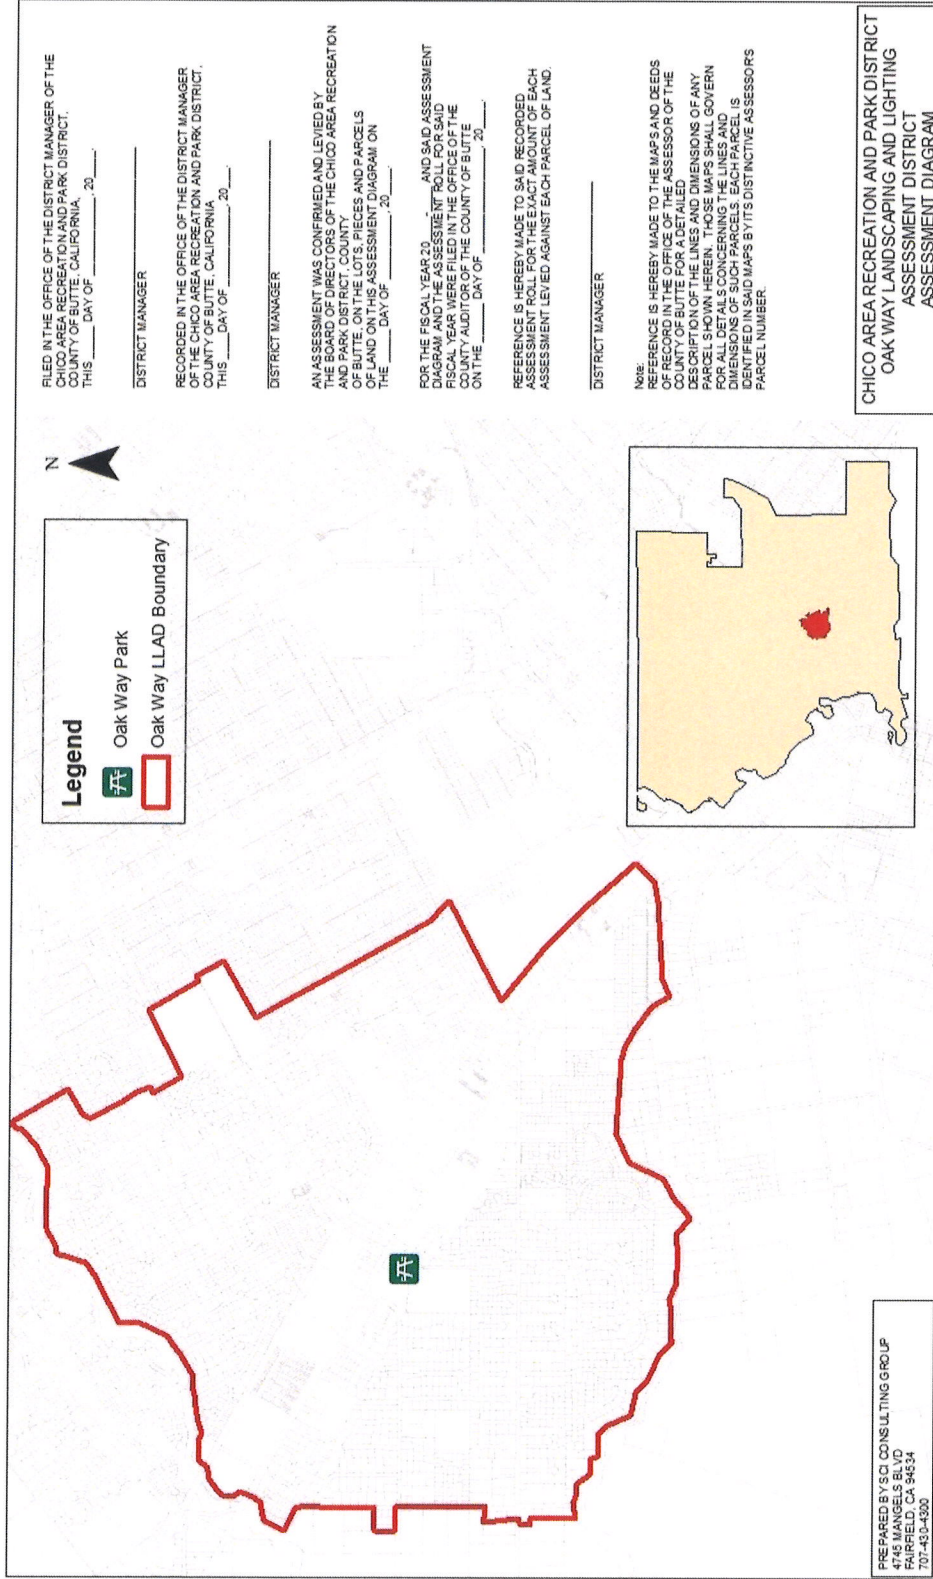 Legend
Oak Way Park
Oak Way LLAD Boundary
N
FILED IN THE OFFICE OF THE DISTRICT MANAGER OF THE
CHICO AREA RECREATION AND PARK DISTRICT,
COUNTY OF BUTTE, CALIFORNIA,
THIS ____ DAY OF ________, 20____.
DISTRICT MANAGER
RECORDED IN THE OFFICE OF THE DISTRICT MANAGER
OF THE CHICO AREA RECREATION AND PARK DISTRICT,
COUNTY OF BUTTE, CALIFORNIA
THIS ____ DAY OF ________, 20___.
DISTRICT MANAGER
AN ASSESSMENT WAS CONFIRMED AND LEVIED BY
THE BOARD OF DIRECTORS OF THE CHICO AREA RECREATION
AND PARK DISTRICT, COUNTY
OF BUTTE, ON THE LOTS, PIECES AND PARCELS
OF LAND ON THIS ASSESSMENT DIAGRAM ON
THE ____ DAY OF ________, 20___.
FOR THE FISCAL YEAR 20____-____ AND SAID ASSESSMENT
DIAGRAM AND THE ASSESSMENT ROLL FOR SAID
FISCAL YEAR WERE FILED IN THE OFFICE OF THE
COUNTY AUDITOR OF THE COUNTY OF BUTTE
ON THE ____ DAY OF ________, 20____.
REFERENCE IS HEREBY MADE TO SAID RECORDED
ASSESSMENT ROLL FOR THE EXACT AMOUNT OF EACH
ASSESSMENT LEVIED AGAINST EACH PARCEL OF LAND.
DISTRICT MANAGER
Note:
REFERENCE IS HEREBY MADE TO THE MAPS AND DEEDS
OF RECORD IN THE OFFICE OF THE ASSESSOR OF THE
COUNTY OF BUTTE FOR A DETAILED
DESCRIPTION OF THE LINES AND DIMENSIONS OF ANY
PARCEL SHOWN HEREIN. THOSE MAPS SHALL GOVERN
FOR ALL DETAILS CONCERNING THE LINES AND
DIMENSIONS OF SUCH PARCELS. EACH PARCEL IS
IDENTIFIED IN SAID MAPS BY ITS DISTINCTIVE ASSESSORS
PARCEL NUMBER.
PREPARED BY SCI CONSULTING GROUP
4745 MANGELS BLVD
FAIRFIELD, CA 94534
707-430-4300
CHICO AREA RECREATION AND PARK DISTRICT
OAK WAY LANDSCAPING AND LIGHTING
ASSESSMENT DISTRICT
ASSESSMENT DIAGRAM